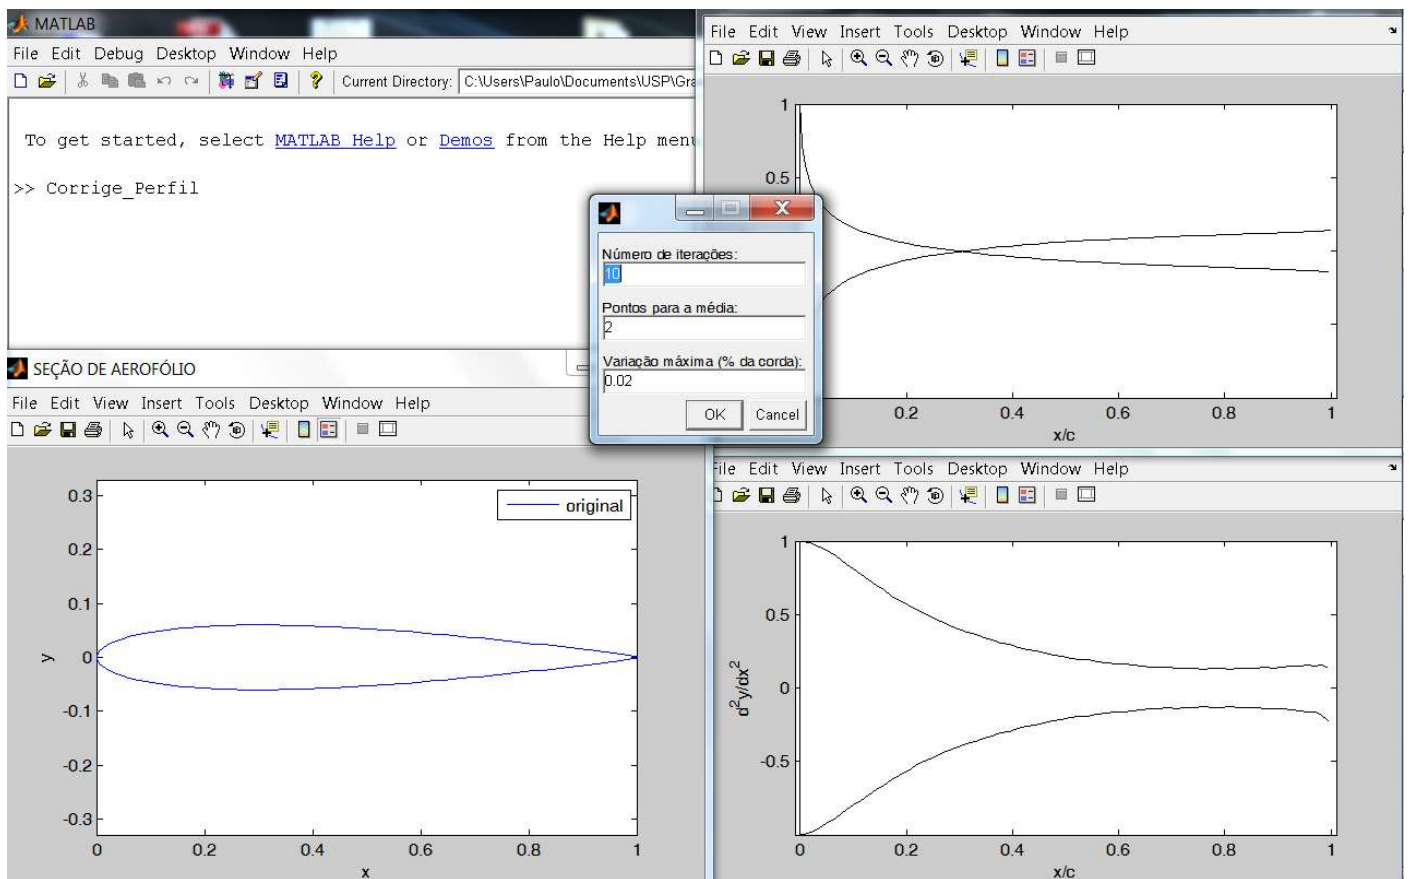 MATLAB
File Edit Debug Desktop Window Help
Current Directory: C:\Users\Paulo\Documents\USP\Gra
To get started, select MATLAB Help or Demos from the Help menu
>> Corrige_Perfil
File Edit View Insert Tools Desktop Window Help
1
0.5
0.2 0.4 0.6 0.8 1
x/c
Número de iterações:
10
Pontos para a média:
2
Variação máxima (% da corda):
0.02
OK Cancel
SEÇÃO DE AEROFÓLIO
File Edit View Insert Tools Desktop Window Help
original
0.3
0.2
0.1
0
-0.1
-0.2
-0.3
y
0 0.2 0.4 0.6 0.8 1
x
File Edit View Insert Tools Desktop Window Help
1
0.5
0
-0.5
d²y/dx²
0 0.2 0.4 0.6 0.8 1
x/c